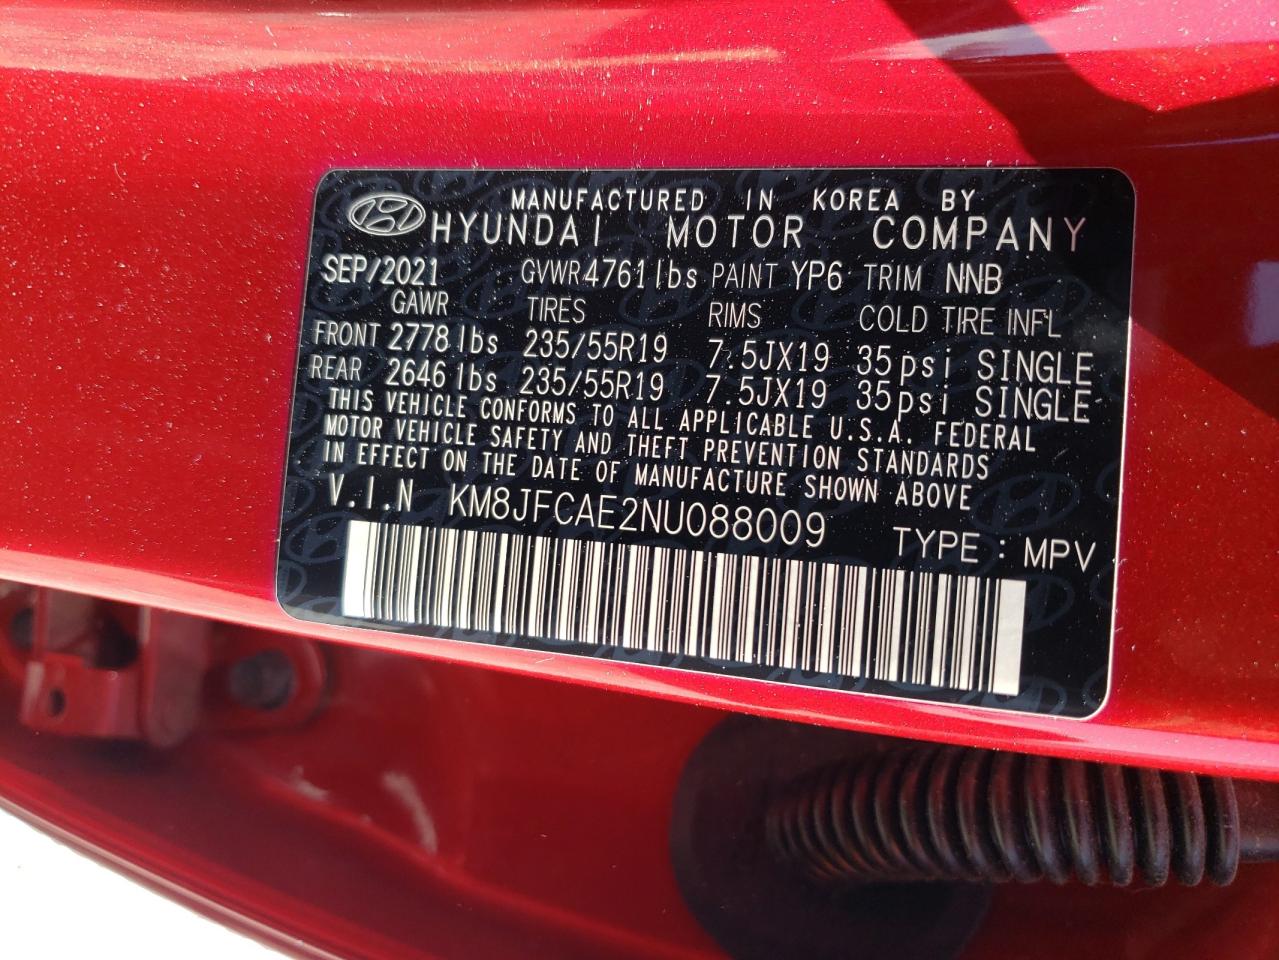 MANUFACTURED IN KOREA BY
HYUNDAI MOTOR COMPANY
SEP/2021 GVWR 4761lbs PAINT YP6 TRIM NNB
GAWR TIRES RIMS COLD TIRE INFL
FRONT 2778lbs 235/55R19 7.5JX19 35psi SINGLE
REAR 2646lbs 235/55R19 7.5JX19 35psi SINGLE
THIS VEHICLE CONFORMS TO ALL APPLICABLE U.S.A. FEDERAL
MOTOR VEHICLE SAFETY AND THEFT PREVENTION STANDARDS
IN EFFECT ON THE DATE OF MANUFACTURE SHOWN ABOVE
V.I.N KM8JFCAE2NU088009 TYPE : MPV